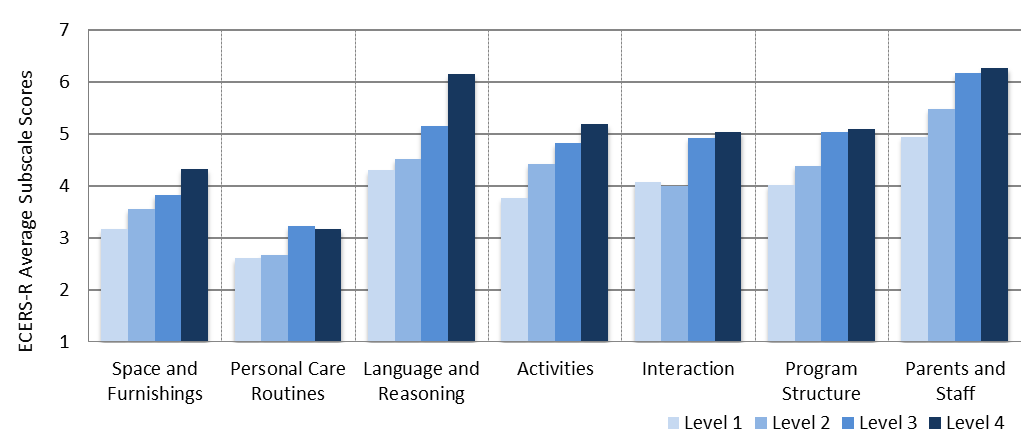 ECERS-R Average Subscale Scores
7
6
5
4
3
2
1
Space and Furnishings
Personal Care Routines
Language and Reasoning
Activities
Interaction
Program Structure
Parents and Staff
Level 1
Level 2
Level 3
Level 4